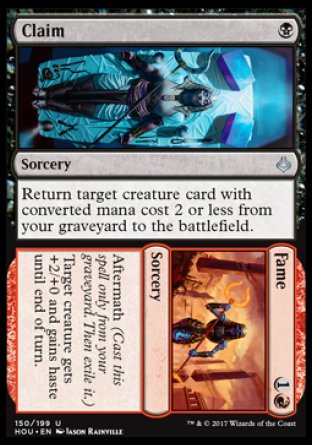 Claim
Sorcery
Return target creature card with
converted mana cost 2 or less from
your graveyard to the battlefield.
Fame
1
Sorcery
Aftermath (Cast this
spell only from your
graveyard. Then exile it.)
Target creature gets
+2/+0 and gains haste
until end of turn.
150/199 U
HOU • EN JASON RAINVILLE
™ & © 2017 Wizards of the Coast